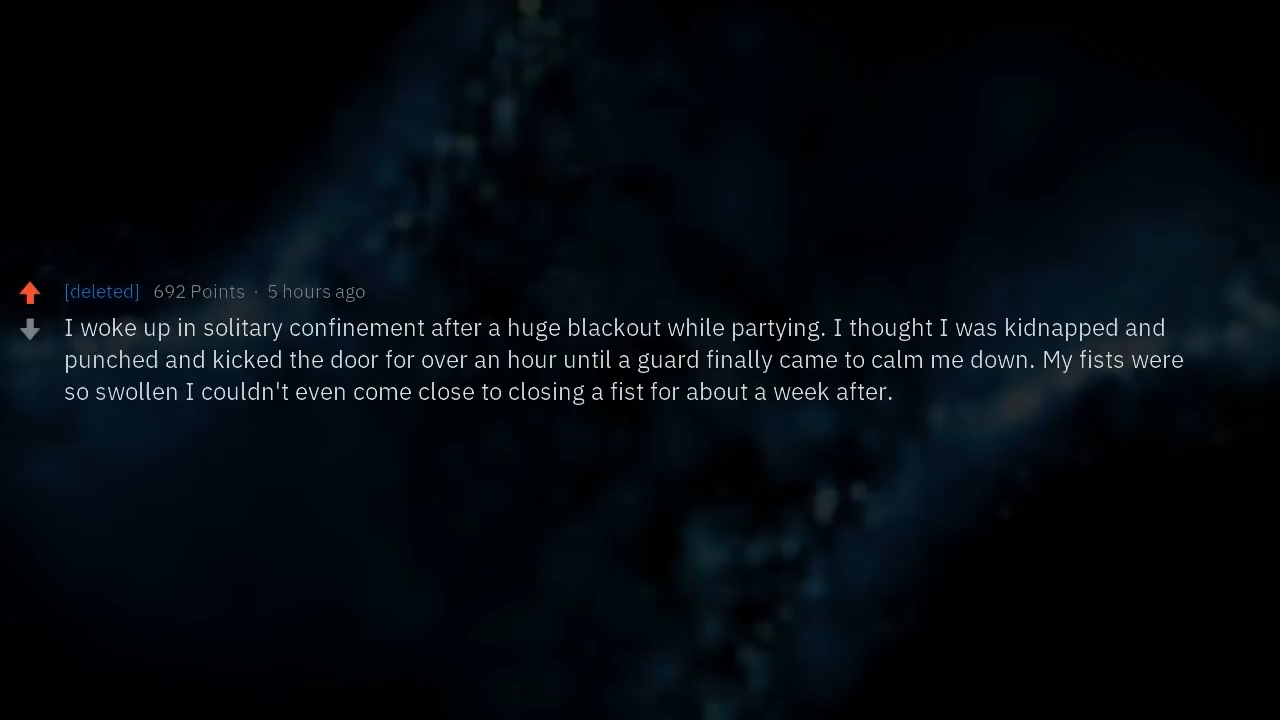 [deleted] 692 Points · 5 hours ago
I woke up in solitary confinement after a huge blackout while partying. I thought I was kidnapped and
punched and kicked the door for over an hour until a guard finally came to calm me down. My fists were
so swollen I couldn't even come close to closing a fist for about a week after.